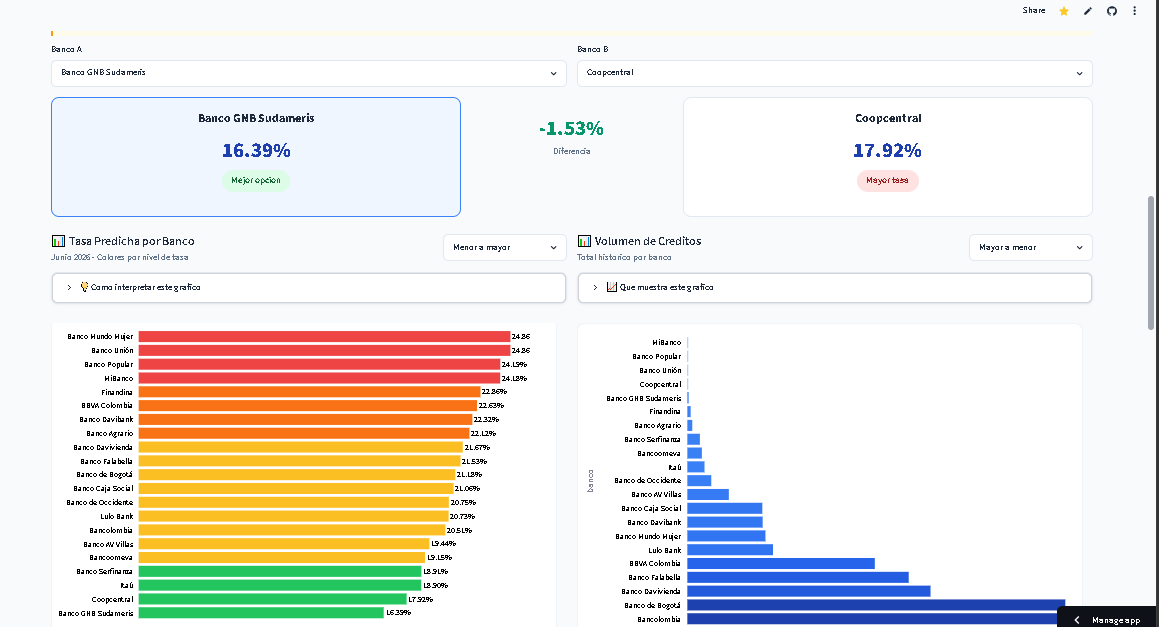 Share
Banco A
Banco B
Banco GNB Sudameris
Coopcentral
Banco GNB Sudameris
16.39%
Mejor opcion
-1.53%
Diferencia
Coopcentral
17.92%
Mayor tasa
Tasa Predicha por Banco
Junio 2026 - Colores por nivel de tasa
Menor a mayor
Volumen de Creditos
Total historico por banco
Mayor a menor
Como interpretar este grafico
Que muestra este grafico
Banco Mundo Mujer 24.86
Banco Unión 24.86
Banco Popular 24.19%
MiBanco 24.18%
Finandina 22.86%
BBVA Colombia 22.63%
Banco Davibank 22.32%
Banco Agrario 22.12%
Banco Davivienda 21.67%
Banco Falabella 21.53%
Banco de Bogotá 21.18%
Banco Caja Social 21.06%
Banco de Occidente 20.75%
Lulo Bank 20.73%
Bancolombia 20.51%
Banco AV Villas 19.44%
Bancoomeva 19.15%
Banco Serfinanza 18.91%
Itaú 18.90%
Coopcentral 17.92%
Banco GNB Sudameris 16.39%
banco
MiBanco
Banco Popular
Banco Unión
Coopcentral
Banco GNB Sudameris
Finandina
Banco Agrario
Banco Serfinanza
Bancoomeva
Itaú
Banco de Occidente
Banco AV Villas
Banco Caja Social
Banco Davibank
Banco Mundo Mujer
Lulo Bank
BBVA Colombia
Banco Falabella
Banco Davivienda
Banco de Bogotá
Bancolombia
Manage app